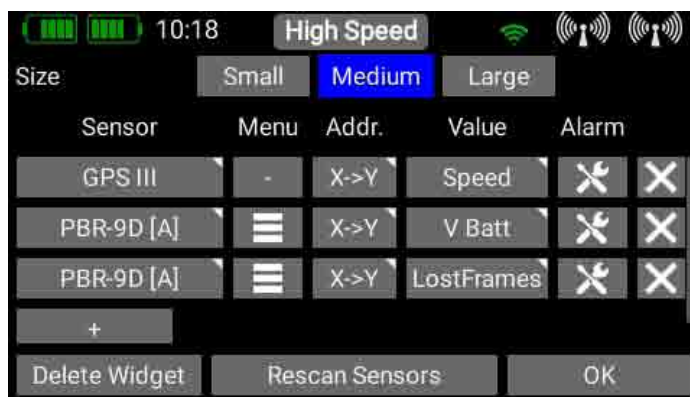 10:18 High Speed
Size Small Medium Large
Sensor Menu Addr. Value Alarm
GPS III - X->Y Speed
PBR-9D [A] X->Y V Batt
PBR-9D [A] X->Y LostFrames
+
Delete Widget Rescan Sensors OK